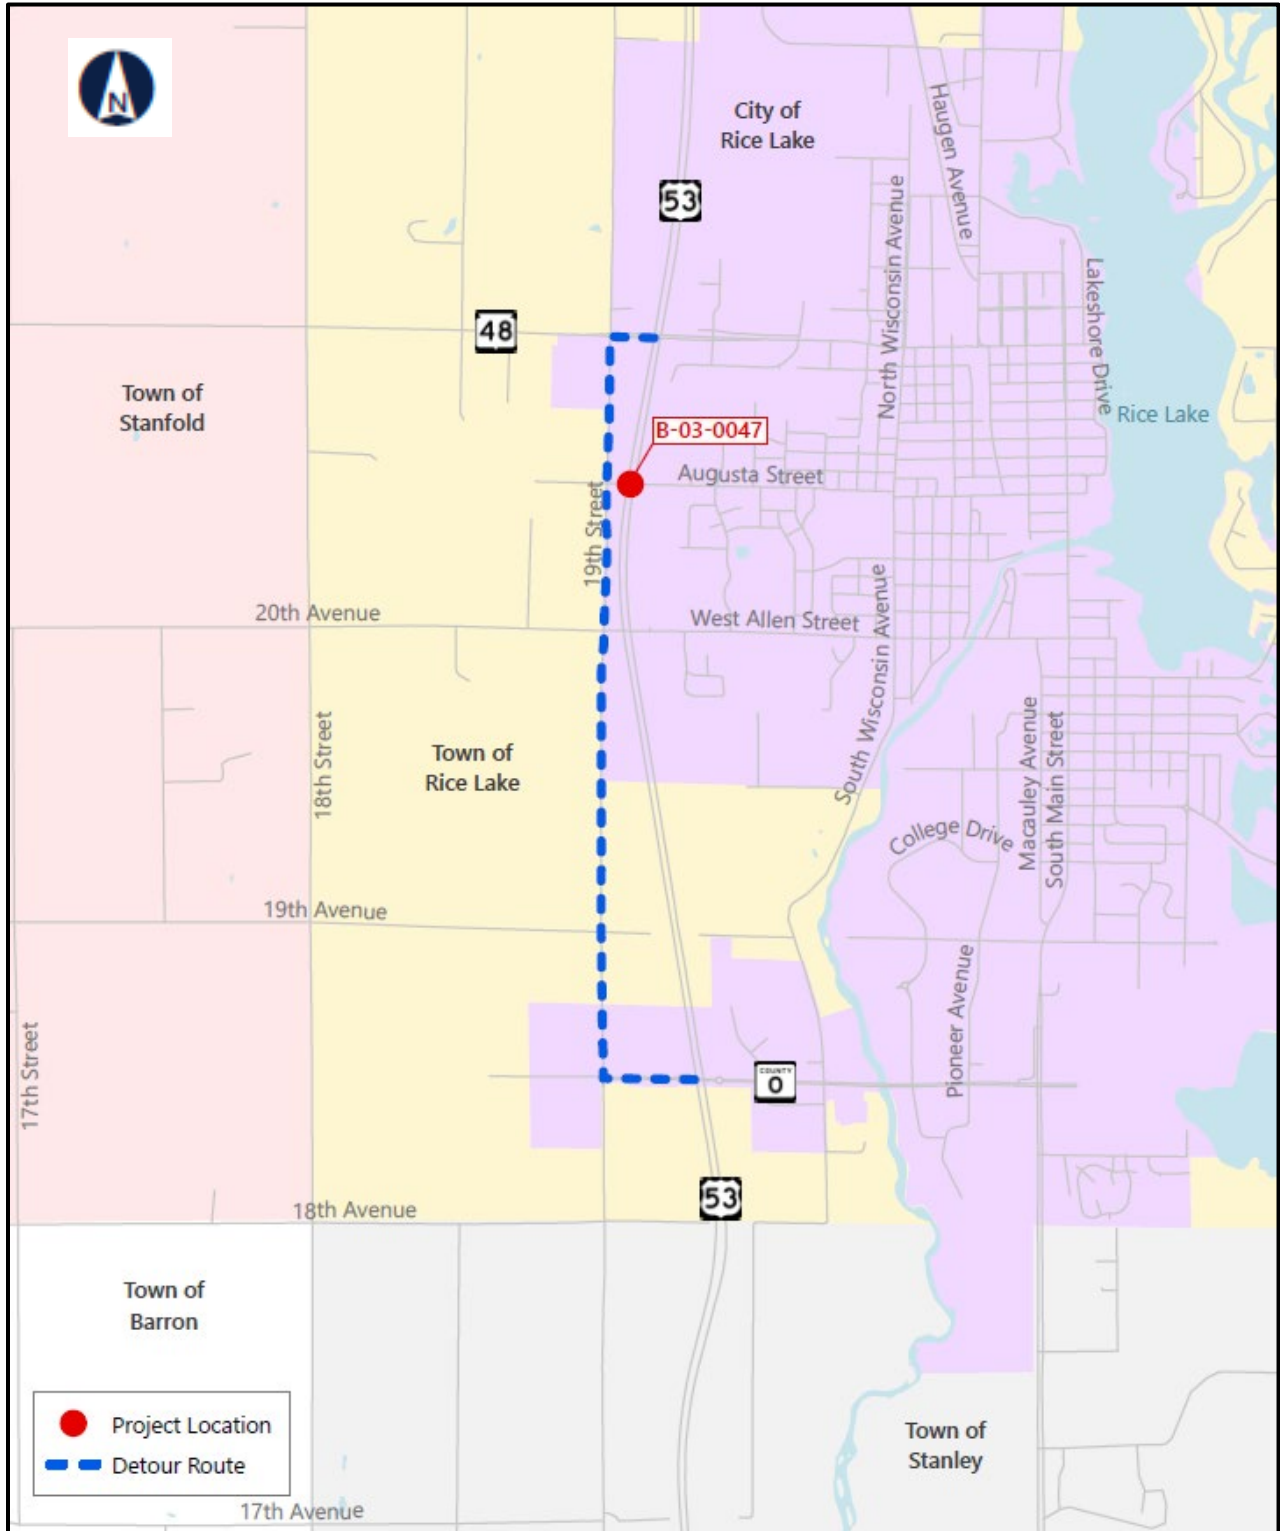 N
City of
Rice Lake
Haugen Avenue
53
North Wisconsin Avenue
Lakeshore Drive
48
Town of
Stanfold
Rice Lake
B-03-0047
Augusta Street
19th Street
20th Avenue
West Allen Street
South Wisconsin Avenue
18th Street
Town of
Rice Lake
Macauley Avenue
South Main Street
College Drive
19th Avenue
Pioneer Avenue
17th Street
COUNTY
O
53
18th Avenue
Town of
Barron
Project Location
Detour Route
Town of
Stanley
17th Avenue